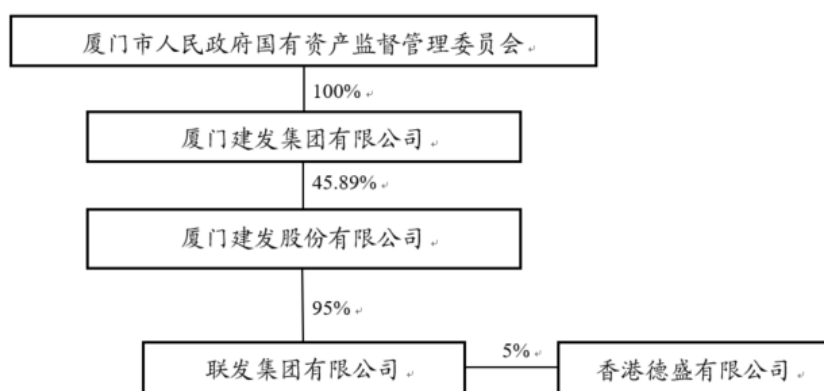 厦门市人民政府国有资产监督管理委员会
100%
厦门建发集团有限公司
45.89%
厦门建发股份有限公司
95%
联发集团有限公司
5%
香港德盛有限公司